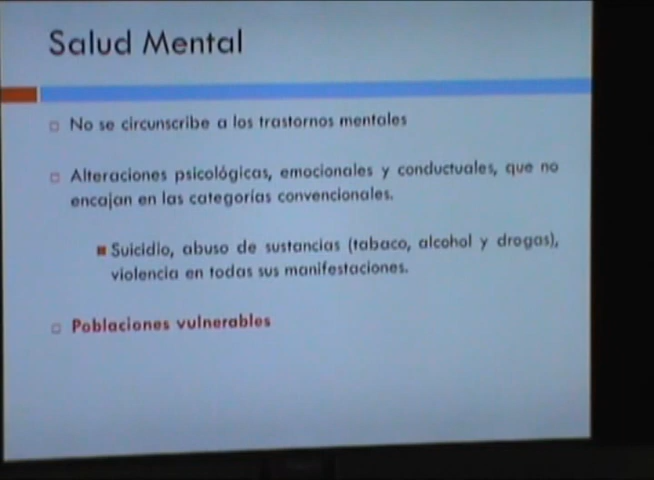 Salud Mental
No se circunscribe a los trastornos mentales
Alteraciones psicológicas, emocionales y conductuales, que no
encajan en las categorías convencionales.
Suicidio, abuso de sustancias (tabaco, alcohol y drogas),
violencia en todas sus manifestaciones.
Poblaciones vulnerables